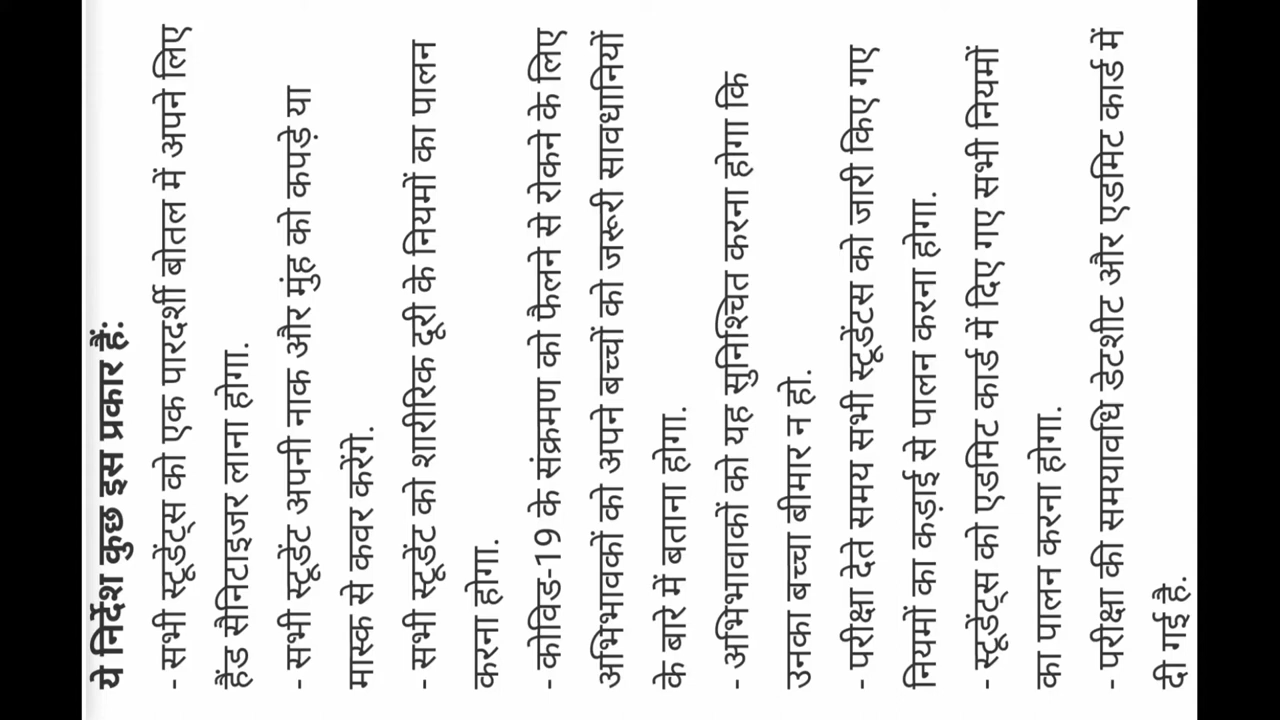 ये निर्देश कुछ इस प्रकार हैं:
- सभी स्टूडेंट्स को एक पारदर्शी बोतल में अपने लिए
हैंड सैनिटाइजर लाना होगा.
- सभी स्टूडेंट अपनी नाक और मुंह को कपड़े या
मास्क से कवर करेंगे.
- सभी स्टूडेंट को शारीरिक दूरी के नियमों का पालन
करना होगा.
- कोविड-19 के संक्रमण को फैलने से रोकने के लिए
अभिभावकों को अपने बच्चों को जरूरी सावधानियों
के बारे में बताना होगा.
- अभिभावाकों को यह सुनिश्चित करना होगा कि
उनका बच्चा बीमार न हो.
- परीक्षा देते समय सभी स्टूडेंटस को जारी किए गए
नियमों का कड़ाई से पालन करना होगा.
- स्टूडेंट्स को एडमिट कार्ड में दिए गए सभी नियमों
का पालन करना होगा.
- परीक्षा की समयावधि डेटशीट और एडमिट कार्ड में
दी गई है.